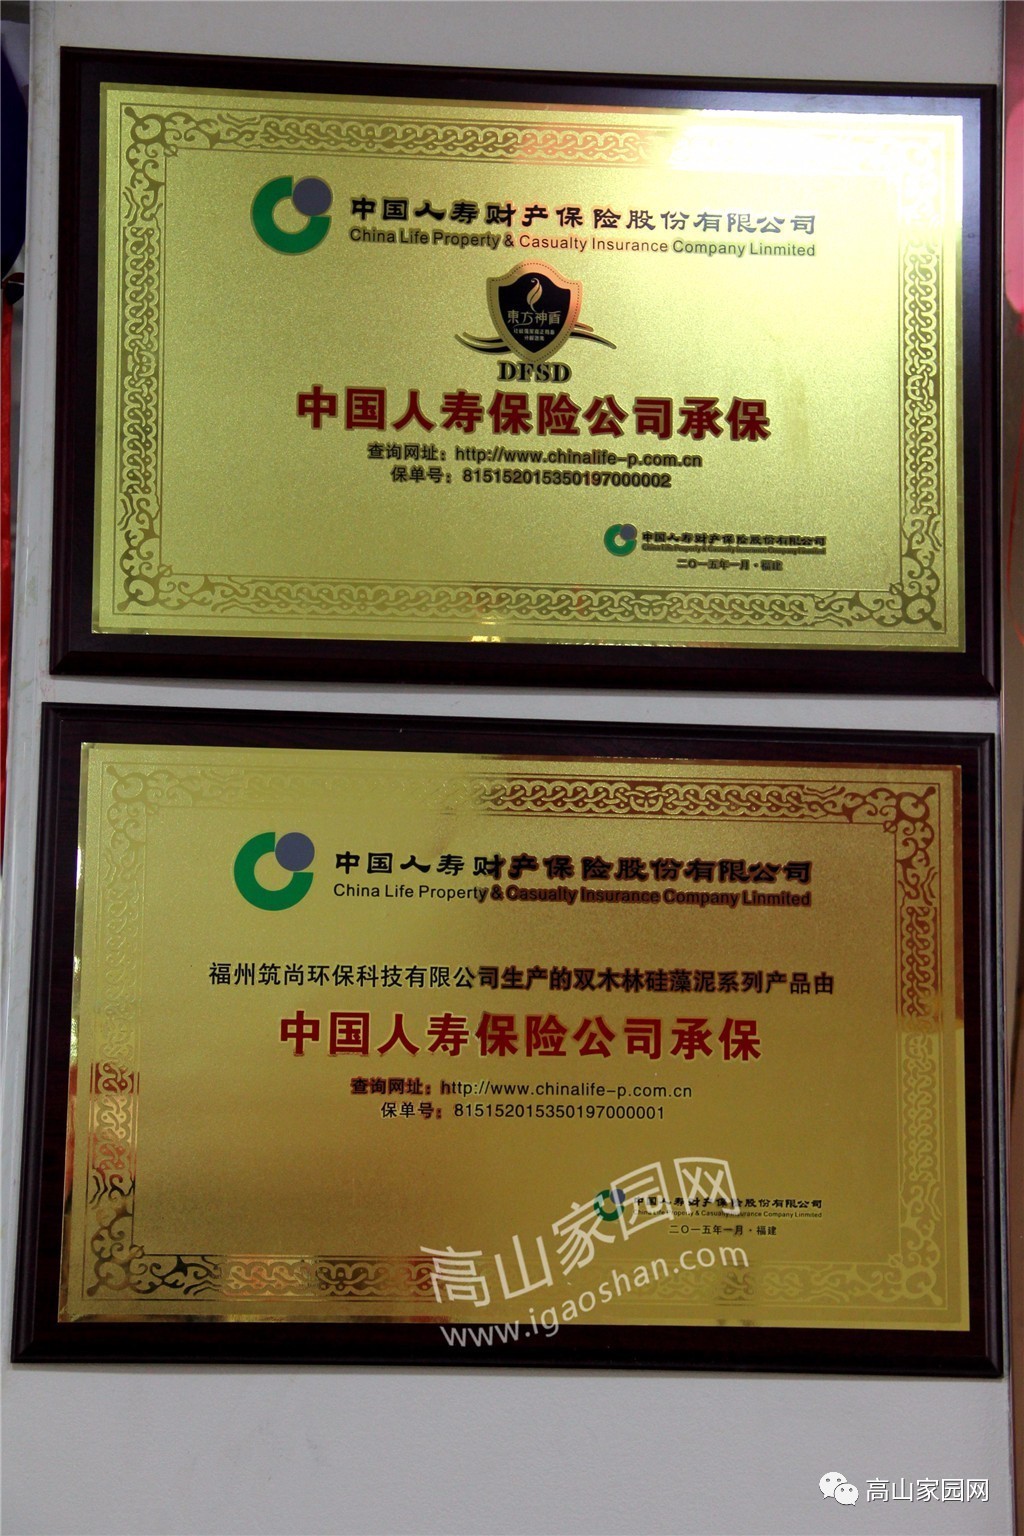 中国人寿财产保险股份有限公司
China Life Property & Casualty Insurance Company Linmited
東方神盾
DFSD
中国人寿保险公司承保
查询网址：http://www.chinalife-p.com.cn
保单号：815152015350197000002
中国人寿财产保险股份有限公司
China Life Property & Casualty Insurance Company Linmited
二〇一五年一月·福建
中国人寿财产保险股份有限公司
China Life Property & Casualty Insurance Company Linmited
福州筑尚环保科技有限公司生产的双木林硅藻泥系列产品由
中国人寿保险公司承保
查询网址：http://www.chinalife-p.com.cn
保单号：815152015350197000001
中国人寿财产保险股份有限公司
China Life Property & Casualty Insurance Company Linmited
二〇一五年一月·福建
高山家园网
www.igaoshan.com
高山家园网